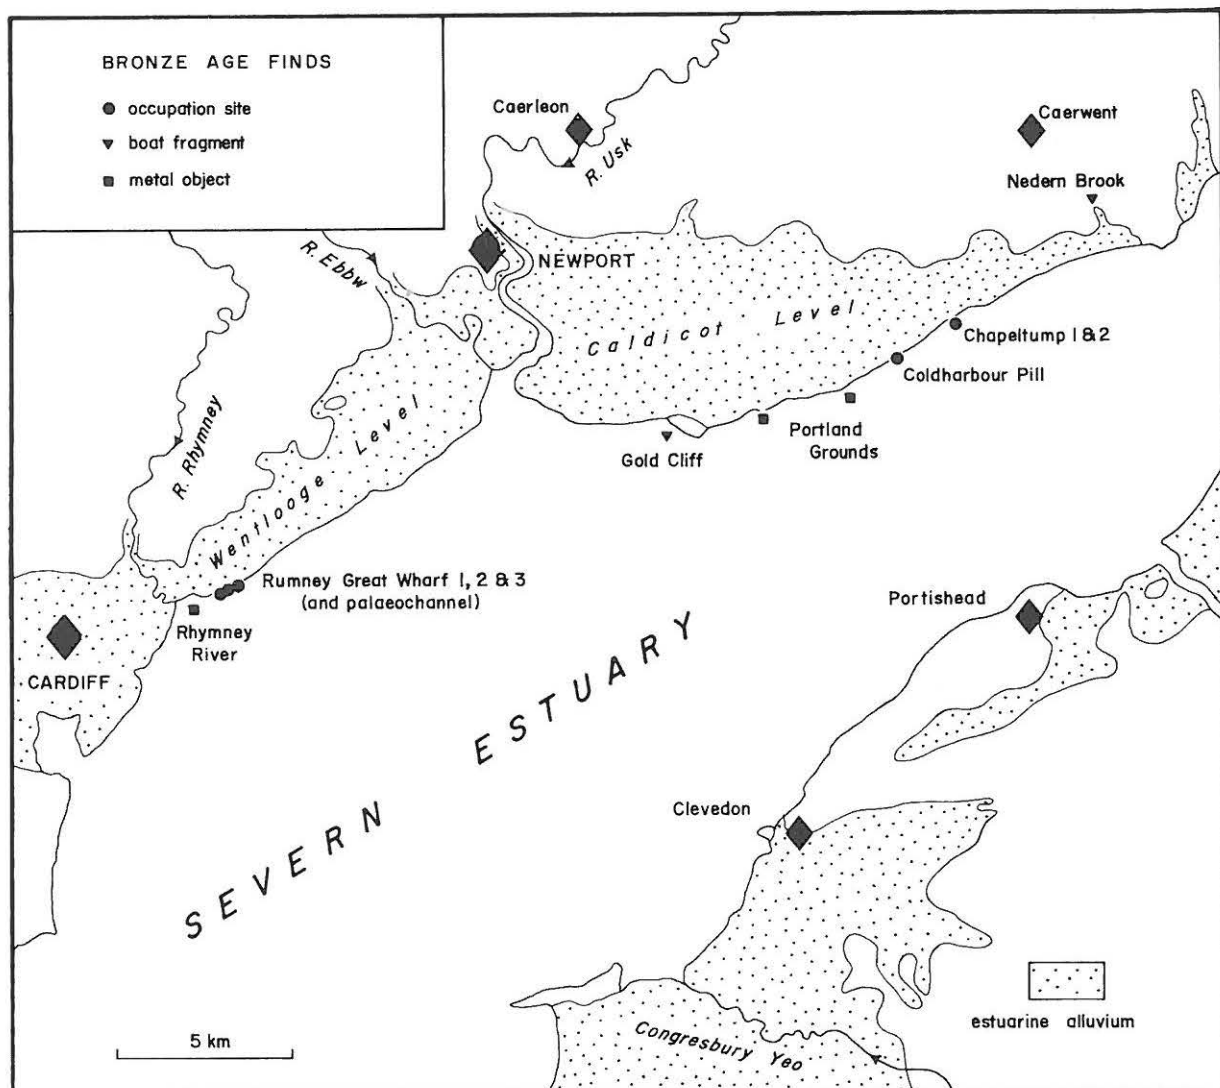 BRONZE AGE FINDS
occupation site
boat fragment
metal object
Caerleon
R. Usk
Caerwent
Nedern Brook
R. Ebbw
NEWPORT
Caldicot Level
Chapeltump 1 & 2
Coldharbour Pill
Portland
Grounds
Gold Cliff
R. Rhymney
Wentlooge Level
Rumney Great Wharf 1, 2 & 3
(and palaeochannel)
Rhymney
River
CARDIFF
SEVERN ESTUARY
Portishead
Clevedon
Congresbury Yeo
estuarine alluvium
5 km